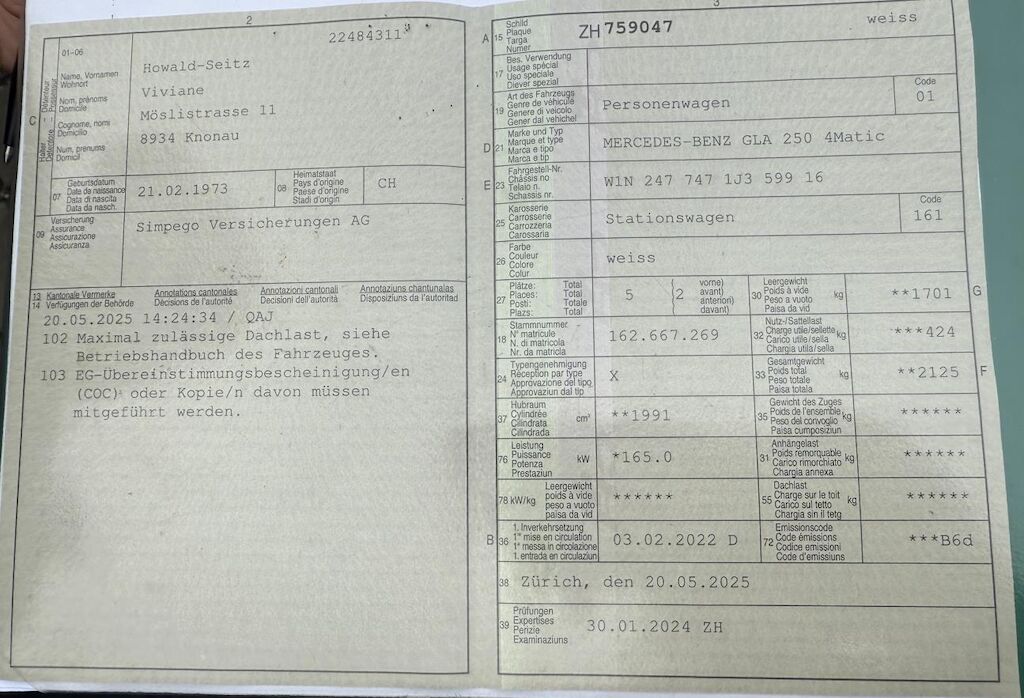 2
22484311
01-06
Halter Détenteur
Detentore Possessur
C
Name, Vornamen
Wohnort
Nom, prénoms
Domicile
Cognome, nomi
Domicilio
Num, prenums
Domicil
Howald-Seitz
Viviane
Möslistrasse 11
8934 Knonau
07
Geburtsdatum
Date de naissance
Data di nascita
Data da nasch.
21.02.1973
08
Heimatstaat
Pays d'origine
Paese d'origine
Stadi d'origin
CH
09
Versicherung
Assurance
Assicurazione
Assicuranza
Simpego Versicherungen AG
13 Kantonale Vermerke Annotations cantonales Annotazioni cantonali Annotaziuns chantunalas
14 Verfügungen der Behörde Décisions de l'autorité Decisioni dell'autorità Disposiziuns da l'autoritad
20.05.2025 14:24:34 / QAJ
102 Maximal zulässige Dachlast, siehe
Betriebshandbuch des Fahrzeuges.
103 EG-Übereinstimmungsbescheinigung/en
(COC) oder Kopie/n davon müssen
mitgeführt werden.
3
A 15
Schild
Plaque
Targa
Numer
ZH 759047
weiss
17
Bes. Verwendung
Usage spécial
Uso speciale
Diever spezial
19
Art des Fahrzeugs
Genre de véhicule
Genere di veicolo
Gener dal vehichel
Personenwagen
Code
01
D 21
Marke und Typ
Marque et type
Marca e tipo
Marca e tip
MERCEDES-BENZ GLA 250 4Matic
E 23
Fahrgestell-Nr.
Châssis no
Telaio n.
Schassis nr.
W1N 247 747 1J3 599 16
25
Karosserie
Carrosserie
Carrozzeria
Carossaria
Stationswagen
Code
161
26
Farbe
Couleur
Colore
Colur
weiss
27
Plätze: Total
Places: Total
Posti: Totale
Plazs: Total
5
(2
vorne)
avant)
anteriori)
davant)
30
Leergewicht
Poids à vide
Peso a vuoto
Paisa da vid
kg
**1701
G
18
Stammnummer
N° matricule
N. di matricola
Nr. da matricla
162.667.269
32
Nutz-/Sattellast
Charge utile/sellette
Carico utile/sella
Chargia utila/sella
kg
***424
24
Typengenehmigung
Réception par type
Approvazione del tipo
Approvaziun dal tip
X
33
Gesamtgewicht
Poids total
Peso totale
Paisa totala
kg
**2125
F
37
Hubraum
Cylindrée
Cilindrata
Cilindrada
cm³
**1991
35
Gewicht des Zuges
Poids de l'ensemble
Peso del convoglio
Paisa cumposiziun
kg
******
76
Leistung
Puissance
Potenza
Prestaziun
kW
*165.0
31
Anhängelast
Poids remorquable
Carico rimorchiato
Chargia annexa
kg
******
78 kW/kg
Leergewicht
poids à vide
peso a vuoto
paisa da vid
******
55
Dachlast
Charge sur le toit
Carico sul tetto
Chargia sin il tetg
kg
******
B 36
1. Inverkehrsetzung
1re mise en circulation
1a messa in circolazione
1. entrada en circulaziun
03.02.2022 D
72
Emissionscode
Code émissions
Codice emissioni
Code d'emissiuns
***B6d
38
Zürich, den 20.05.2025
39
Prüfungen
Expertises
Perizie
Examinaziuns
30.01.2024 ZH